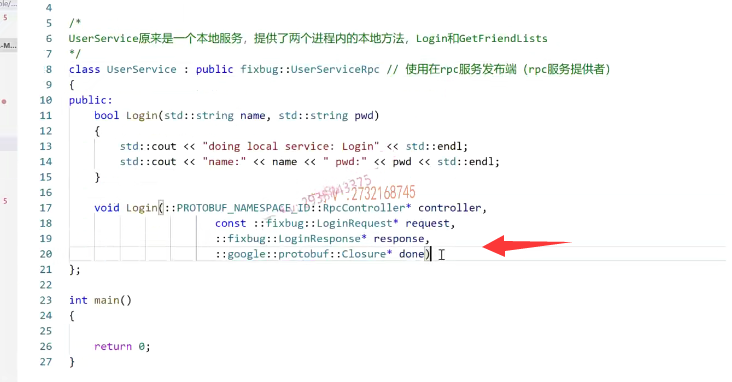 4
5 /*
6 UserService原来是一个本地服务，提供了两个进程内的本地方法，Login和GetFriendLists
7 */
8 class UserService : public fixbug::UserServiceRpc // 使用在rpc服务发布端（rpc服务提供者）
9 {
10 public:
11 bool Login(std::string name, std::string pwd)
12 {
13 std::cout << "doing local service: Login" << std::endl;
14 std::cout << "name:" << name << " pwd:" << pwd << std::endl;
15 }
16
:2732168745
17 void Login(::PROTOBUF_NAMESPACE_ID::RpcController* controller,
18 const ::fixbug::LoginRequest* request,
19 ::fixbug::LoginResponse* response,
20 ::google::protobuf::Closure* done)
21 };
22
23 int main()
24 {
25
26 return 0;
27 }